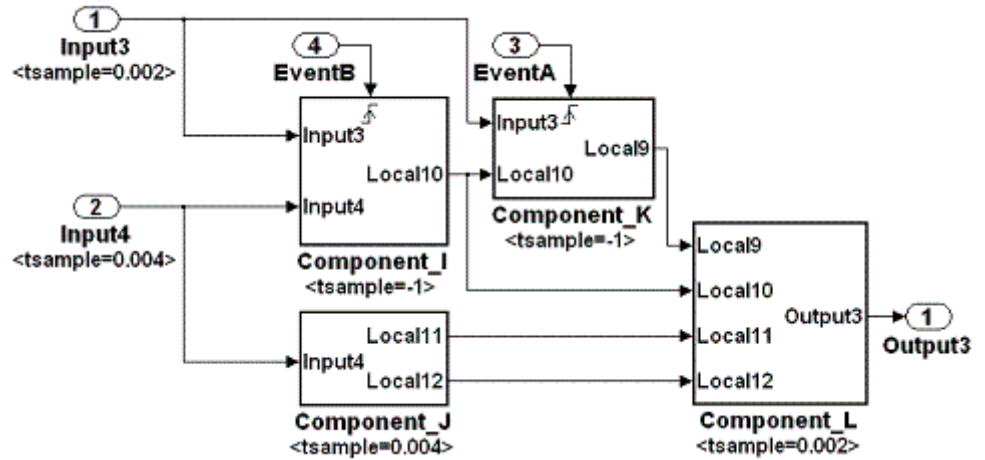 1
Input3
<tsample=0.002>
4
EventB
3
EventA
Input3
Local10
Input4
Component_I
<tsample=-1>
Input3
Local9
Local10
Component_K
<tsample=-1>
2
Input4
<tsample=0.004>
Local11
Input4
Local12
Component_J
<tsample=0.004>
Local9
Local10
Output3
Local11
Local12
Component_L
<tsample=0.002>
1
Output3